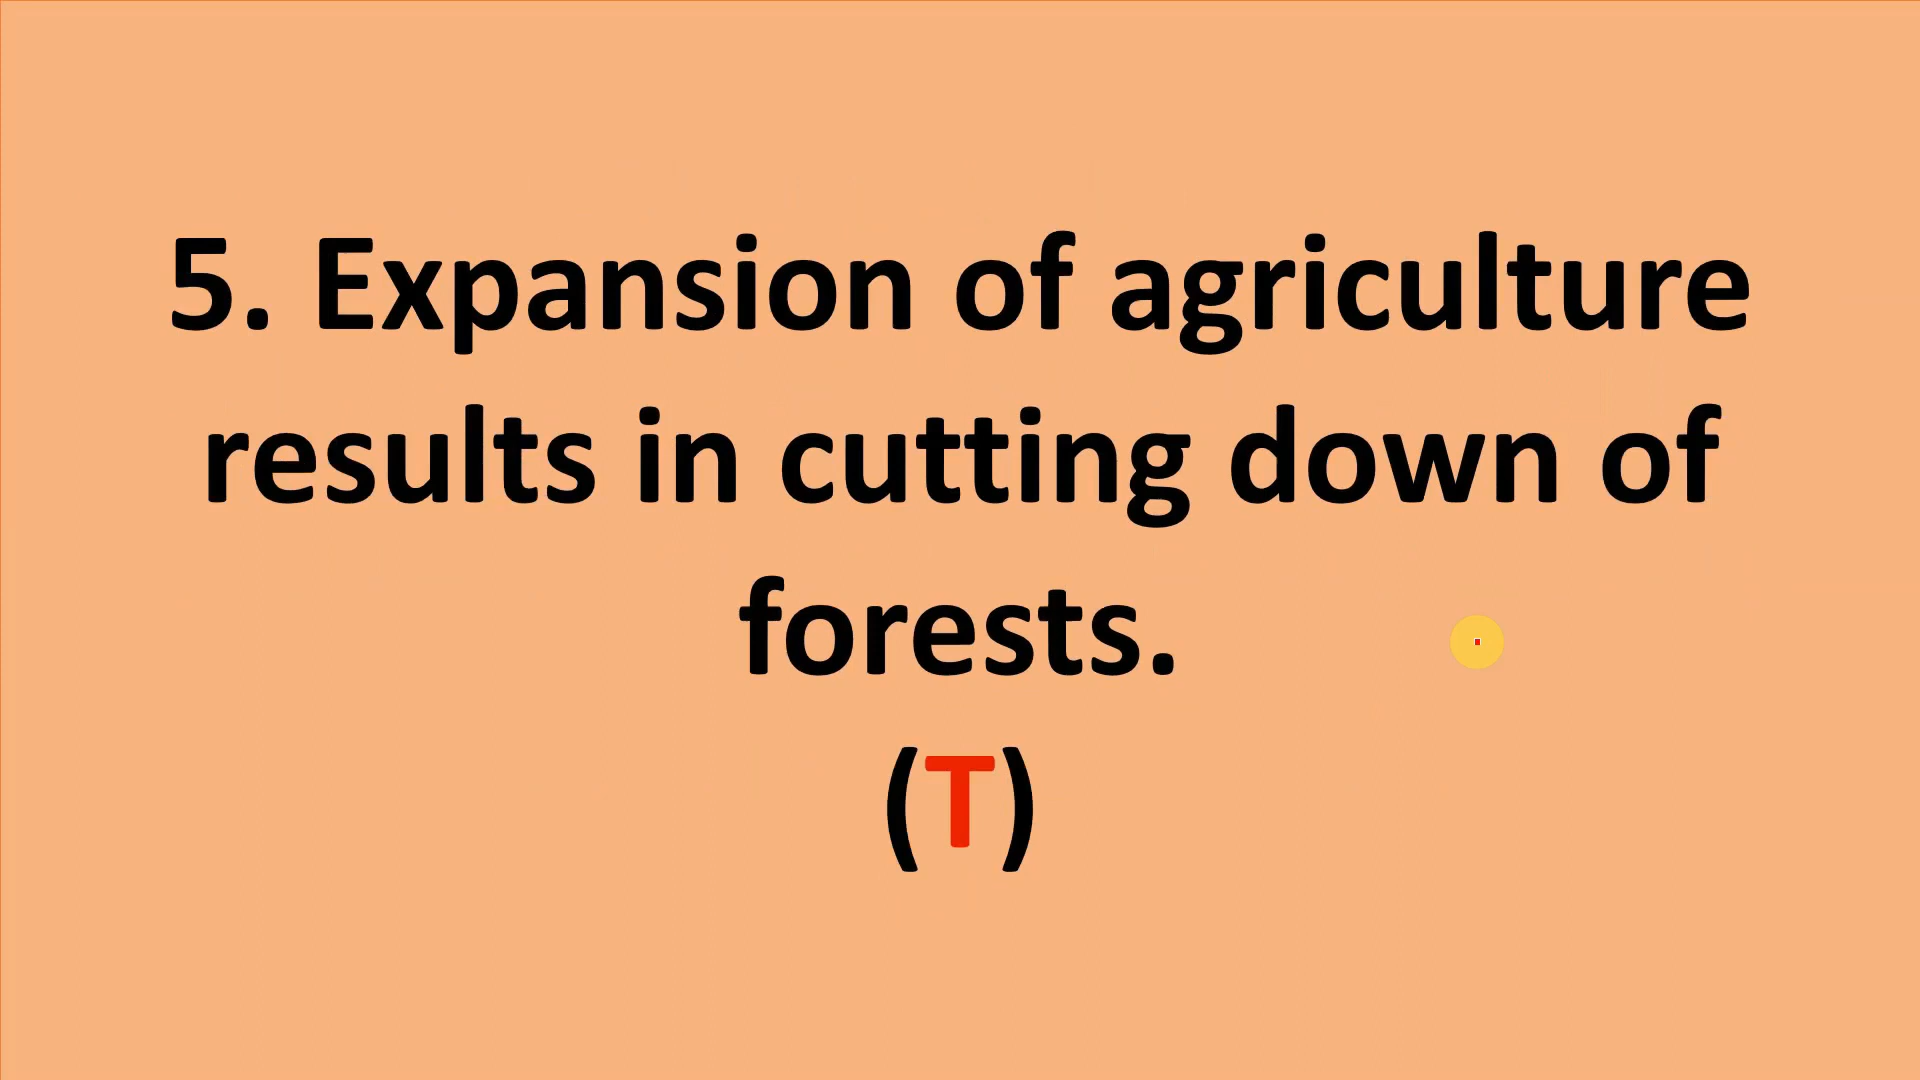 5. Expansion of agriculture
results in cutting down of
forests.
(T)